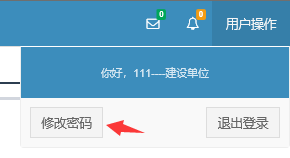 0 0 用户操作
你好，111----建设单位
修改密码 退出登录